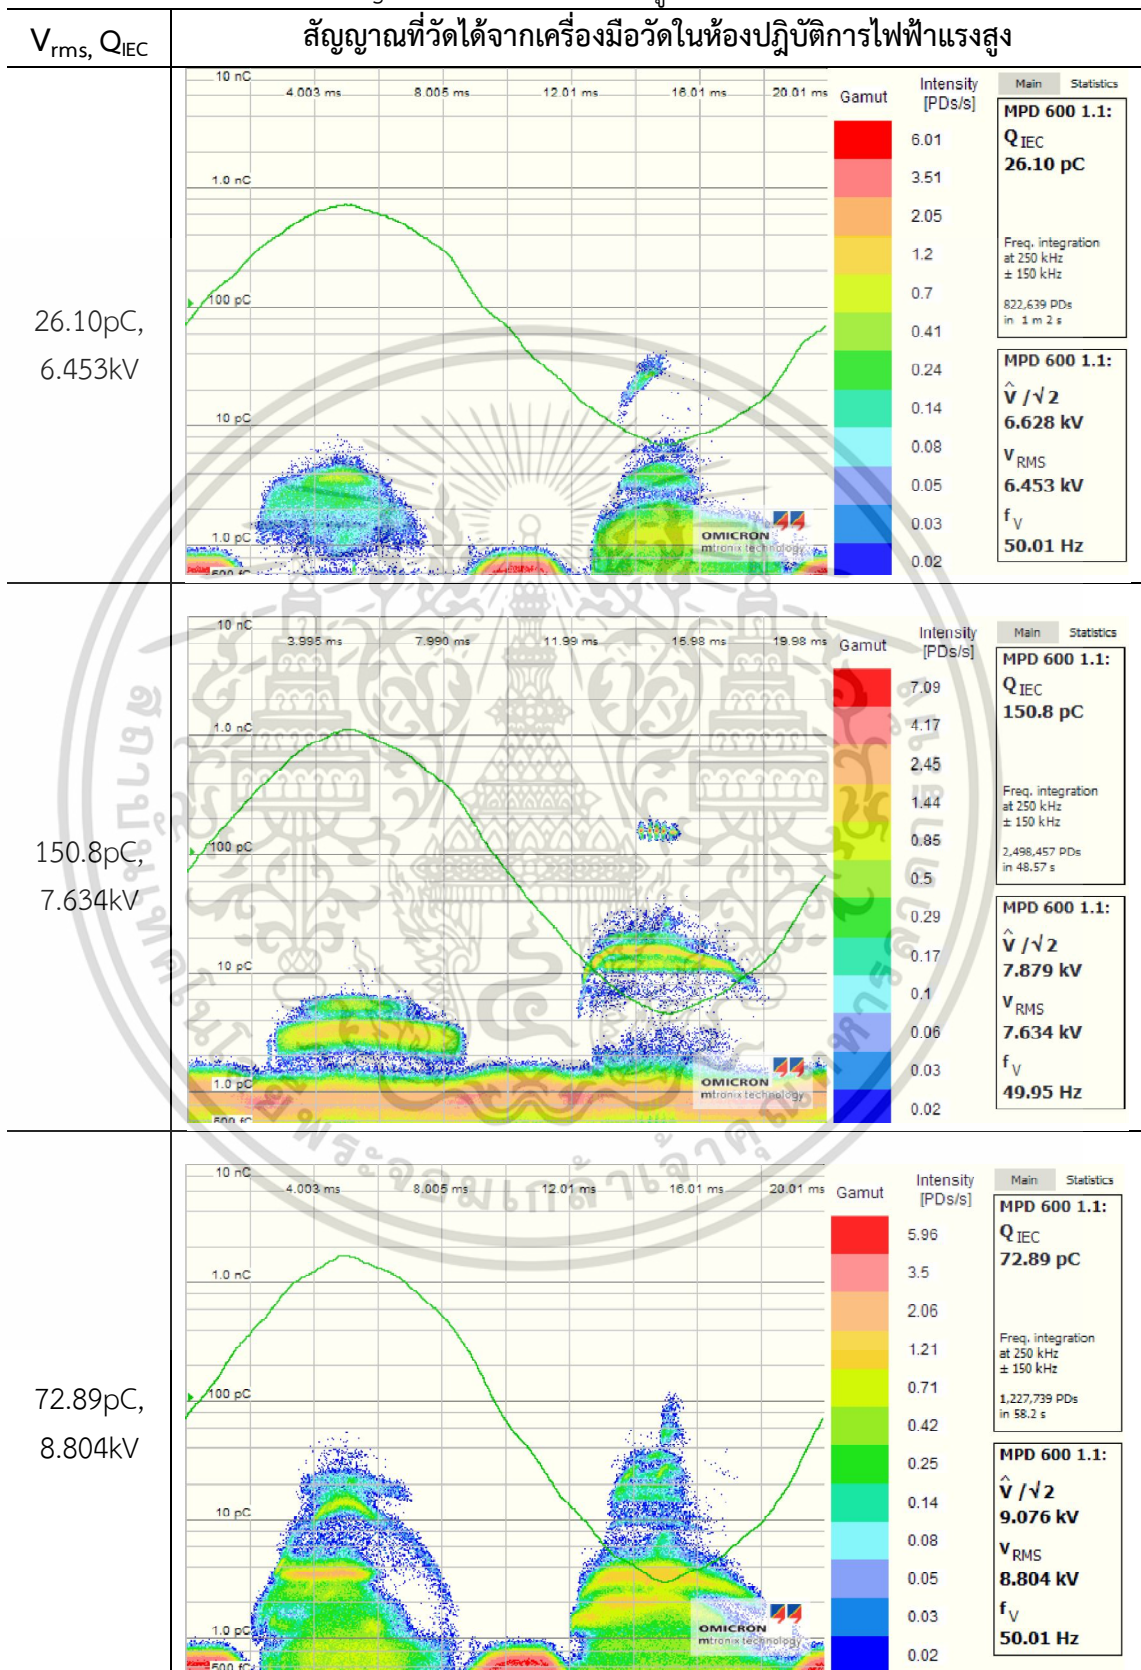 V_rms, Q_IEC
สัญญาณที่วัดได้จากเครื่องมือวัดในห้องปฏิบัติการไฟฟ้าแรงสูง
26.10pC,
6.453kV
10 nC
4.003 ms 8.005 ms 12.01 ms 16.01 ms 20.01 ms
1.0 nC
100 pC
10 pC
1.0 pC
500 fC
OMICRON
mtronix technology
Gamut
Intensity
[PDs/s]
6.01
3.51
2.05
1.2
0.7
0.41
0.24
0.14
0.08
0.05
0.03
0.02
Main Statistics
MPD 600 1.1:
Q IEC
26.10 pC
Freq. integration
at 250 kHz
± 150 kHz
822,639 PDs
in 1 m 2 s
MPD 600 1.1:
V̂ /√2
6.628 kV
V RMS
6.453 kV
f V
50.01 Hz
150.8pC,
7.634kV
10 nC
3.995 ms 7.990 ms 11.99 ms 15.98 ms 19.98 ms
1.0 nC
100 pC
10 pC
1.0 pC
500 fC
OMICRON
mtronix technology
Gamut
Intensity
[PDs/s]
7.09
4.17
2.45
1.44
0.85
0.5
0.29
0.17
0.1
0.06
0.03
0.02
Main Statistics
MPD 600 1.1:
Q IEC
150.8 pC
Freq. integration
at 250 kHz
± 150 kHz
2,498,457 PDs
in 48.57 s
MPD 600 1.1:
V̂ /√2
7.879 kV
V RMS
7.634 kV
f V
49.95 Hz
72.89pC,
8.804kV
10 nC
4.003 ms 8.005 ms 12.01 ms 16.01 ms 20.01 ms
1.0 nC
100 pC
10 pC
1.0 pC
500 fC
OMICRON
mtronix technology
Gamut
Intensity
[PDs/s]
5.96
3.5
2.06
1.21
0.71
0.42
0.25
0.14
0.08
0.05
0.03
0.02
Main Statistics
MPD 600 1.1:
Q IEC
72.89 pC
Freq. integration
at 250 kHz
± 150 kHz
1,227,739 PDs
in 58.2 s
MPD 600 1.1:
V̂ /√2
9.076 kV
V RMS
8.804 kV
f V
50.01 Hz